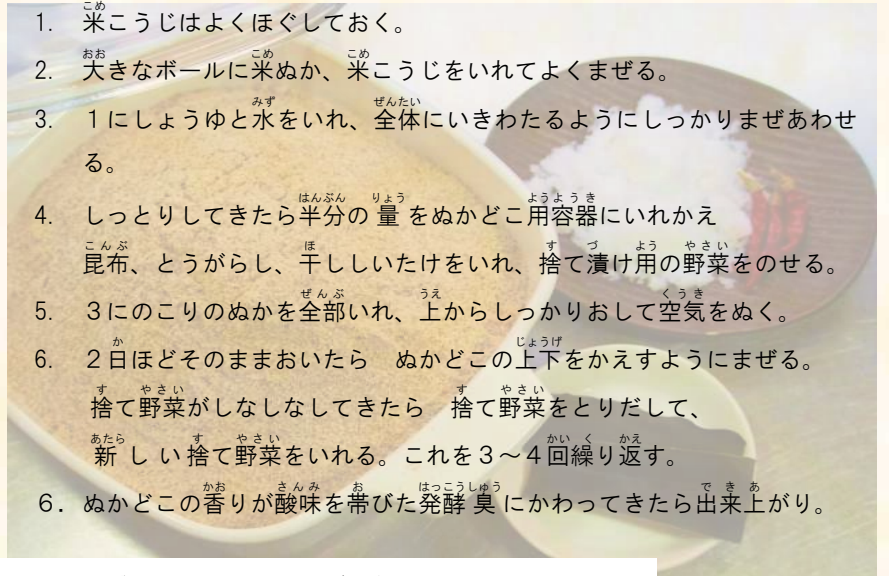 1. 米こうじはよくほぐしておく。
2. 大きなボールに米ぬか、米こうじをいれてよくまぜる。
3. 1にしょうゆと水をいれ、全体にいきわたるようにしっかりまぜあわせ
る。
4. しっとりしてきたら半分の量をぬかどこ用容器にいれかえ
昆布、とうがらし、干ししいたけをいれ、捨て漬け用の野菜をのせる。
5. 3にのこりのぬかを全部いれ、上からしっかりおして空気をぬく。
6. 2日ほどそのままおいたら　ぬかどこの上下をかえすようにまぜる。
捨て野菜がしなしなしてきたら　捨て野菜をとりだして、
新しい捨て野菜をいれる。これを3～4回繰り返す。
6. ぬかどこの香りが酸味を帯びた発酵臭にかわってきたら出来上がり。